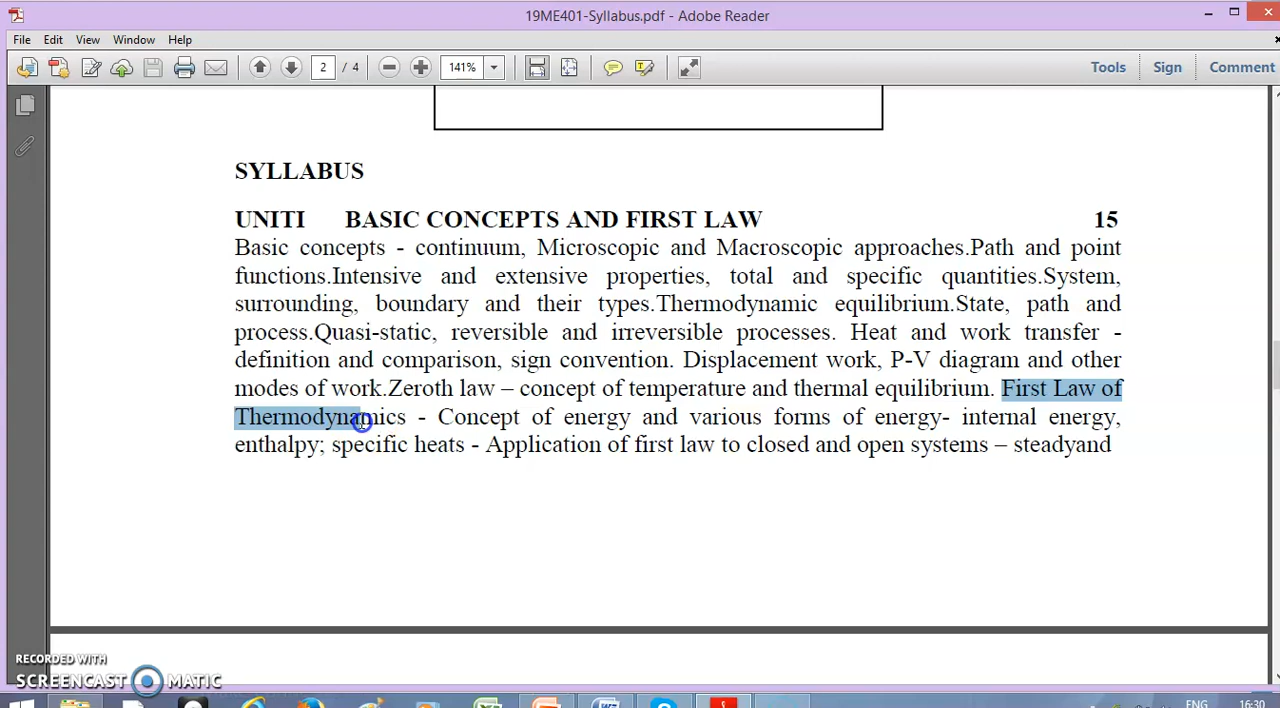 19ME401-Syllabus.pdf - Adobe Reader
File Edit View Window Help
2 / 4 141% Tools Sign Comment
SYLLABUS
UNITI BASIC CONCEPTS AND FIRST LAW 15
Basic concepts - continuum, Microscopic and Macroscopic approaches.Path and point
functions.Intensive and extensive properties, total and specific quantities.System,
surrounding, boundary and their types.Thermodynamic equilibrium.State, path and
process.Quasi-static, reversible and irreversible processes. Heat and work transfer -
definition and comparison, sign convention. Displacement work, P-V diagram and other
modes of work.Zeroth law – concept of temperature and thermal equilibrium. First Law of
Thermodynamics - Concept of energy and various forms of energy- internal energy,
enthalpy; specific heats - Application of first law to closed and open systems – steadyand
RECORDED WITH
SCREENCAST MATIC
ENG 16:30